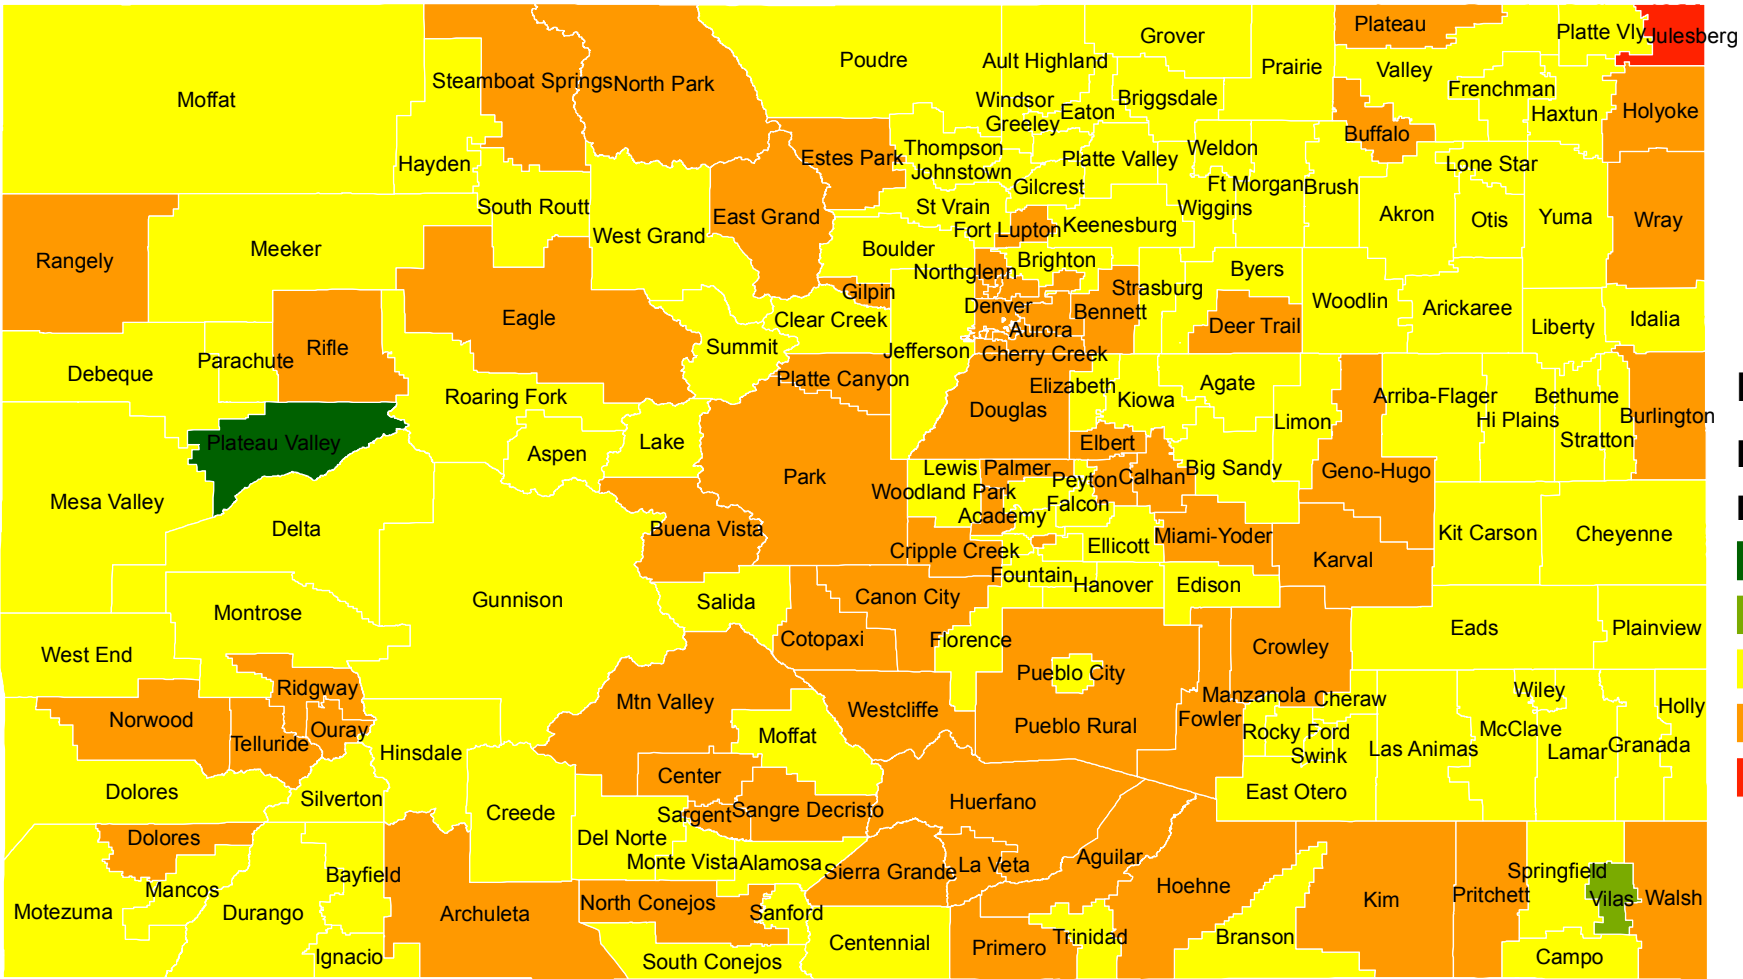 Plateau
Platte Vly
Julesberg
Grover
Poudre
Ault Highland
Prairie
Valley
Steamboat Springs
North Park
Frenchman
Moffat
Windsor
Eaton
Briggsdale
Haxtun
Holyoke
Greeley
Buffalo
Hayden
Estes Park
Thompson
Johnstown
Platte Valley
Weldon
Lone Star
Gilcrest
Ft Morgan
Brush
South Routt
East Grand
St Vrain
Wiggins
Akron
Otis
Yuma
Wray
West Grand
Fort Lupton
Keenesburg
Meeker
Boulder
Rangely
Northglenn
Brighton
Byers
Gilpin
Strasburg
Woodlin
Denver
Bennett
Arickaree
Eagle
Clear Creek
Aurora
Deer Trail
Liberty
Idalia
Rifle
Summit
Jefferson
Cherry Creek
Parachute
Debeque
Platte Canyon
Elizabeth
Agate
Roaring Fork
Kiowa
Arriba-Flager
Bethume
Douglas
Limon
Hi Plains
Burlington
Plateau Valley
Lake
Elbert
Stratton
Aspen
Park
Lewis Palmer
Peyton
Calhan
Big Sandy
Geno-Hugo
Mesa Valley
Woodland Park
Falcon
Delta
Buena Vista
Academy
Miami-Yoder
Kit Carson
Cheyenne
Cripple Creek
Ellicott
Karval
Fountain
Hanover
Edison
Gunnison
Salida
Canon City
Montrose
Cotopaxi
Florence
Crowley
Eads
Plainview
West End
Pueblo City
Ridgway
Mtn Valley
Westcliffe
Manzanola
Cheraw
Wiley
Holly
Norwood
Ouray
Pueblo Rural
Fowler
Telluride
Moffat
Rocky Ford
McClave
Hinsdale
Swink
Las Animas
Lamar
Granada
Center
Dolores
Silverton
East Otero
Creede
Sargent
Sangre Decristo
Huerfano
Dolores
Del Norte
Monte Vista
Alamosa
Aguilar
Bayfield
Sierra Grande
La Veta
Springfield
Mancos
Hoehne
Kim
Pritchett
Vilas
Walsh
Motezuma
Durango
Archuleta
North Conejos
Sanford
Centennial
Primero
Trinidad
Branson
Ignacio
South Conejos
Campo